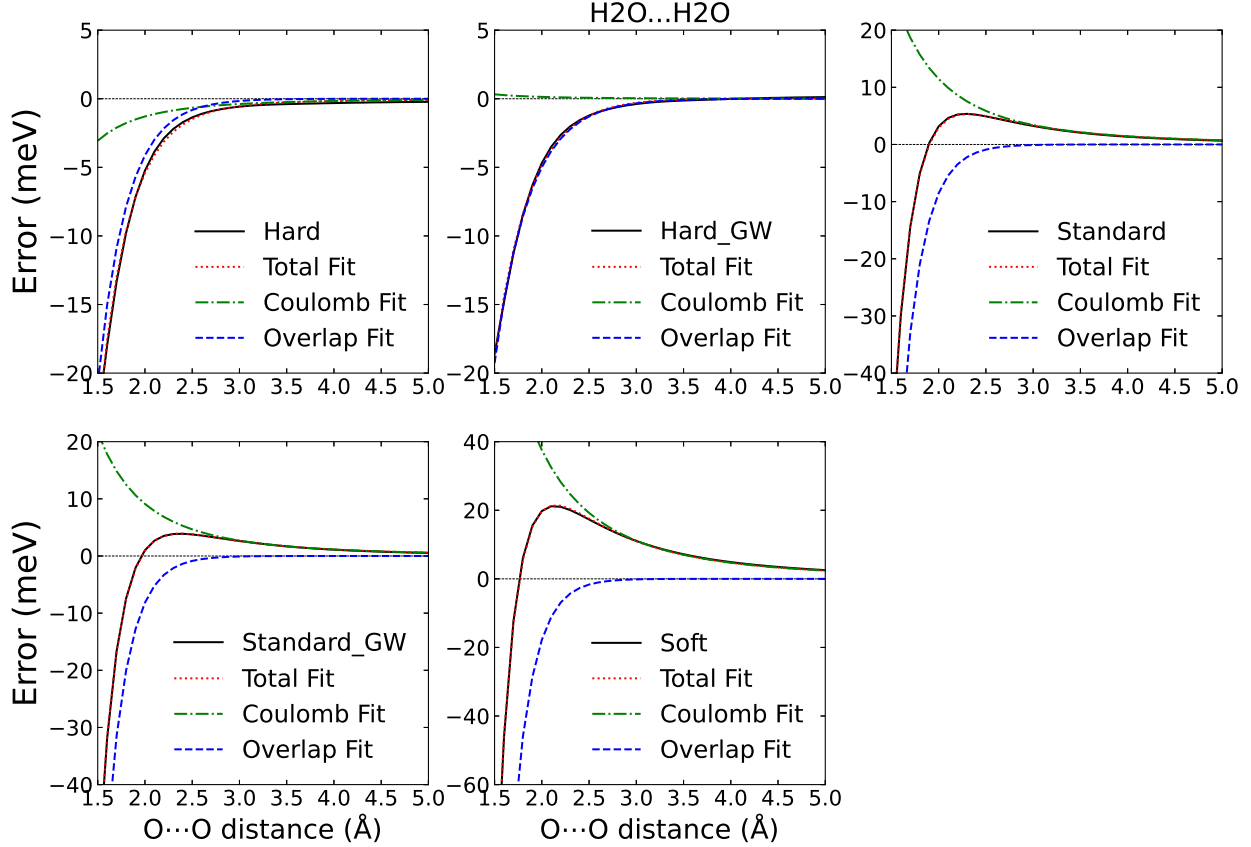 H2O...H2O
Error (meV)
5
0
−5
−10
−15
−20
1.5 2.0 2.5 3.0 3.5 4.0 4.5 5.0
Hard
Total Fit
Coulomb Fit
Overlap Fit
5
0
−5
−10
−15
−20
1.5 2.0 2.5 3.0 3.5 4.0 4.5 5.0
Hard_GW
Total Fit
Coulomb Fit
Overlap Fit
20
10
0
−10
−20
−30
−40
1.5 2.0 2.5 3.0 3.5 4.0 4.5 5.0
Standard
Total Fit
Coulomb Fit
Overlap Fit
Error (meV)
20
10
0
−10
−20
−30
−40
1.5 2.0 2.5 3.0 3.5 4.0 4.5 5.0
O···O distance (Å)
Standard_GW
Total Fit
Coulomb Fit
Overlap Fit
40
20
0
−20
−40
−60
1.5 2.0 2.5 3.0 3.5 4.0 4.5 5.0
O···O distance (Å)
Soft
Total Fit
Coulomb Fit
Overlap Fit